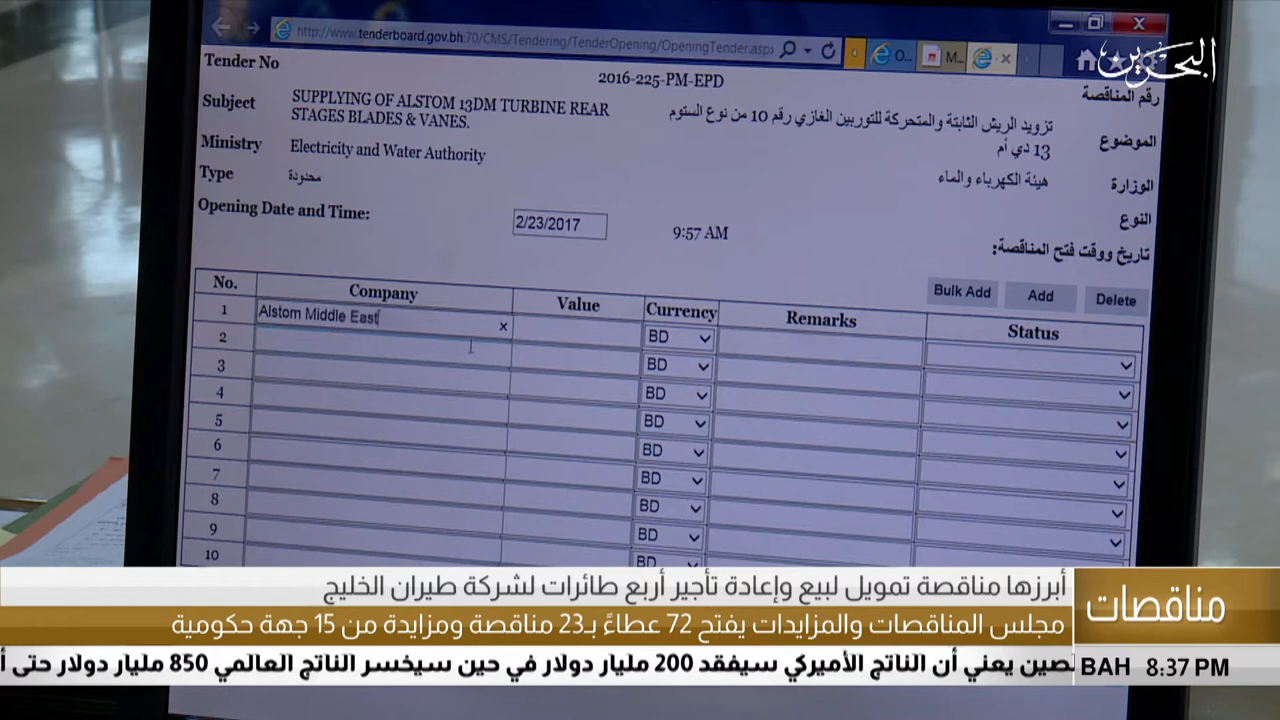 http://www.tenderboard.gov.bh:70/CMS/Tendering/TenderOpening/OpeningTender.asp
O...
M...
البحرين
Tender No
2016-225-PM-EPD
رقم المناقصة
Subject
SUPPLYING OF ALSTOM 13DM TURBINE REAR
STAGES BLADES & VANES.
تزويد الريش الثابتة والمتحركة للتوربين الغازي رقم 10 من نوع الستوم
13 دي أم
الموضوع
Ministry
Electricity and Water Authority
هيئة الكهرباء والماء
الوزارة
Type
محدودة
النوع
Opening Date and Time:
2/23/2017
9:57 AM
تاريخ ووقت فتح المناقصة:
Bulk Add
Add
Delete
No.
Company
Value
Currency
Remarks
Status
1
Alstom Middle East
×
BD
2
BD
3
BD
4
BD
5
BD
6
BD
7
BD
8
BD
9
BD
10
مناقصات
أبرزها مناقصة تمويل لبيع وإعادة تأجير أربع طائرات لشركة طيران الخليج
مجلس المناقصات والمزايدات يفتح 72 عطاءً بـ23 مناقصة ومزايدة من 15 جهة حكومية
BAH 8:37 PM
لصين يعني أن الناتج الأميركي سيفقد 200 مليار دولار في حين سيخسر الناتج العالمي 850 مليار دولار حتى أ